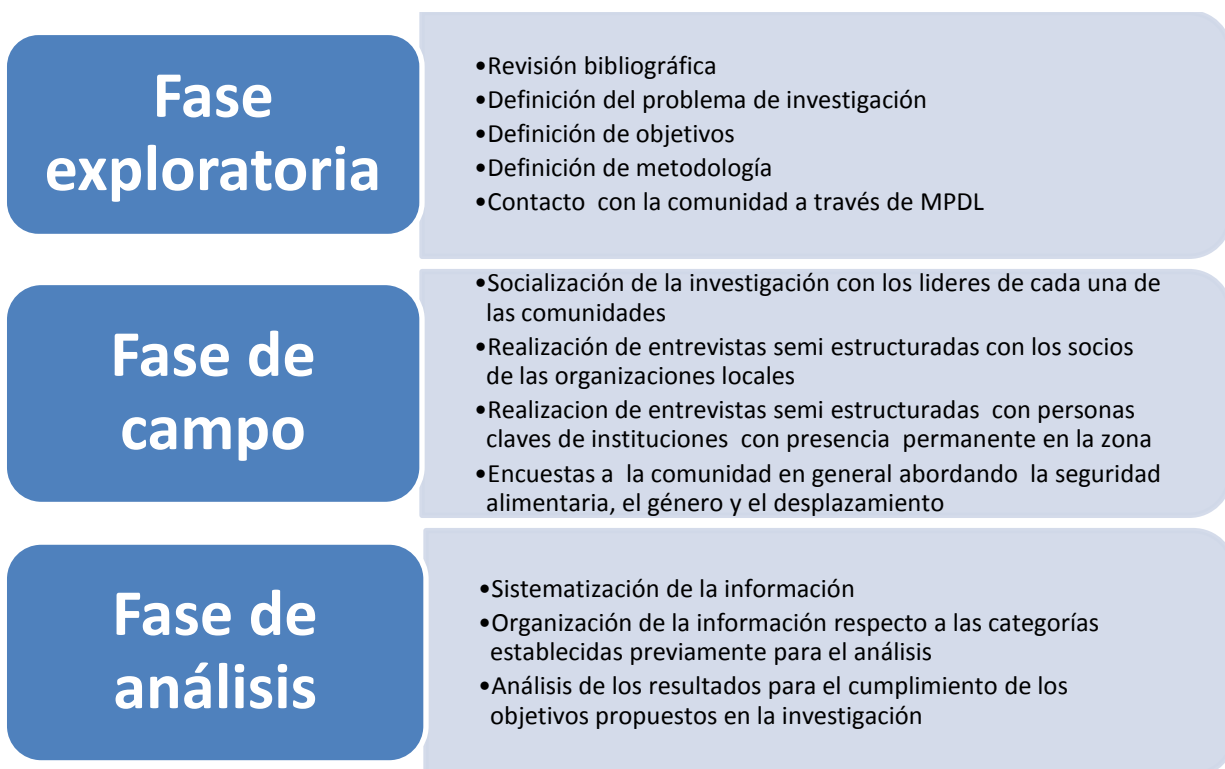 Fase
exploratoria
•Revisión bibliográfica
•Definición del problema de investigación
•Definición de objetivos
•Definición de metodología
•Contacto con la comunidad a través de MPDL
Fase de
campo
•Socialización de la investigación con los lideres de cada una de
las comunidades
•Realización de entrevistas semi estructuradas con los socios
de las organizaciones locales
•Realizacion de entrevistas semi estructuradas con personas
claves de instituciones con presencia permanente en la zona
•Encuestas a la comunidad en general abordando la seguridad
alimentaria, el género y el desplazamiento
Fase de
análisis
•Sistematización de la información
•Organización de la información respecto a las categorías
establecidas previamente para el análisis
•Análisis de los resultados para el cumplimiento de los
objetivos propuestos en la investigación